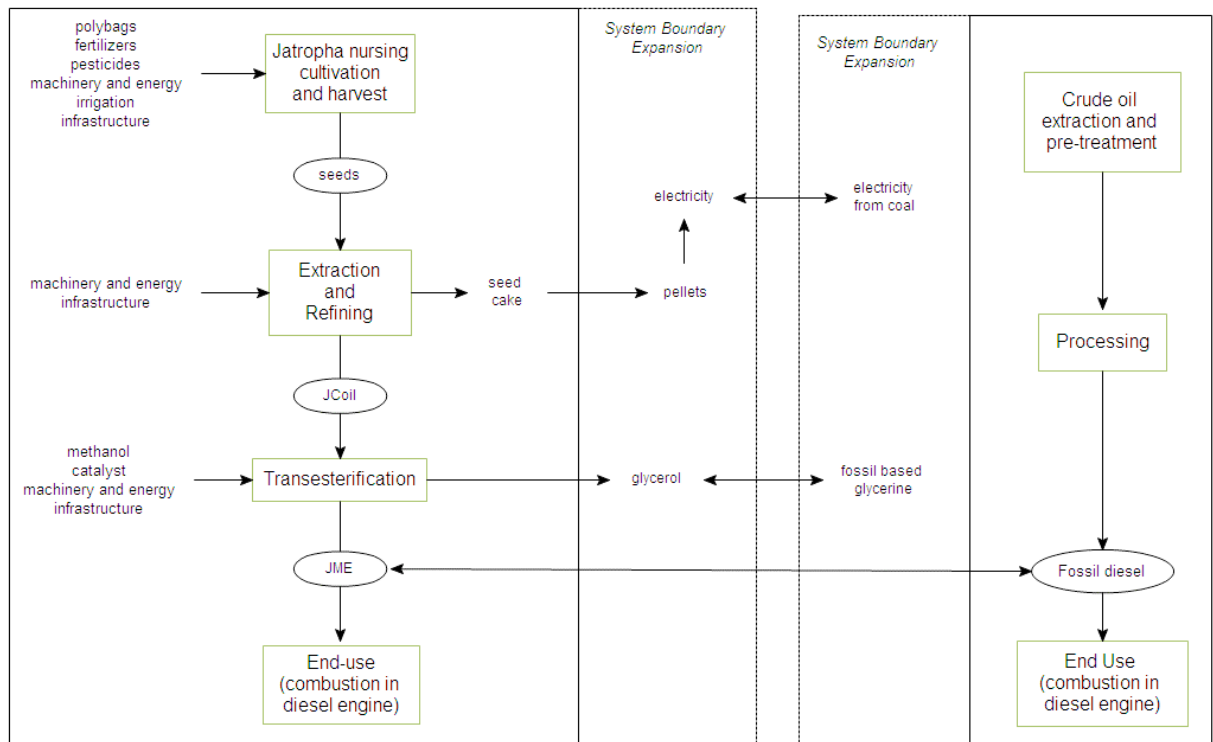 polybags
fertilizers
pesticides
machinery and energy
irrigation
infrastructure
Jatropha nursing
cultivation
and harvest
System Boundary
Expansion
System Boundary
Expansion
Crude oil
extraction and
pre-treatment
seeds
electricity
electricity
from coal
machinery and energy
infrastructure
Extraction
and
Refining
seed
cake
pellets
Processing
JCoil
methanol
catalyst
machinery and energy
infrastructure
Transesterification
glycerol
fossil based
glycerine
JME
Fossil diesel
End-use
(combustion in
diesel engine)
End Use
(combustion in
diesel engine)